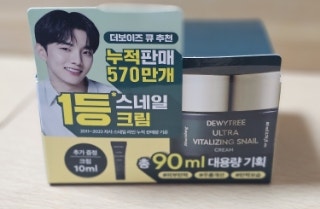 더보이즈 큐 추천
누적판매
570만개
1등* 스네일
크림
추가 증정
크림
10ml
DEWYTREE
ULTRA
VITALIZING SNAIL
CREAM
총 90ml 대용량 기획